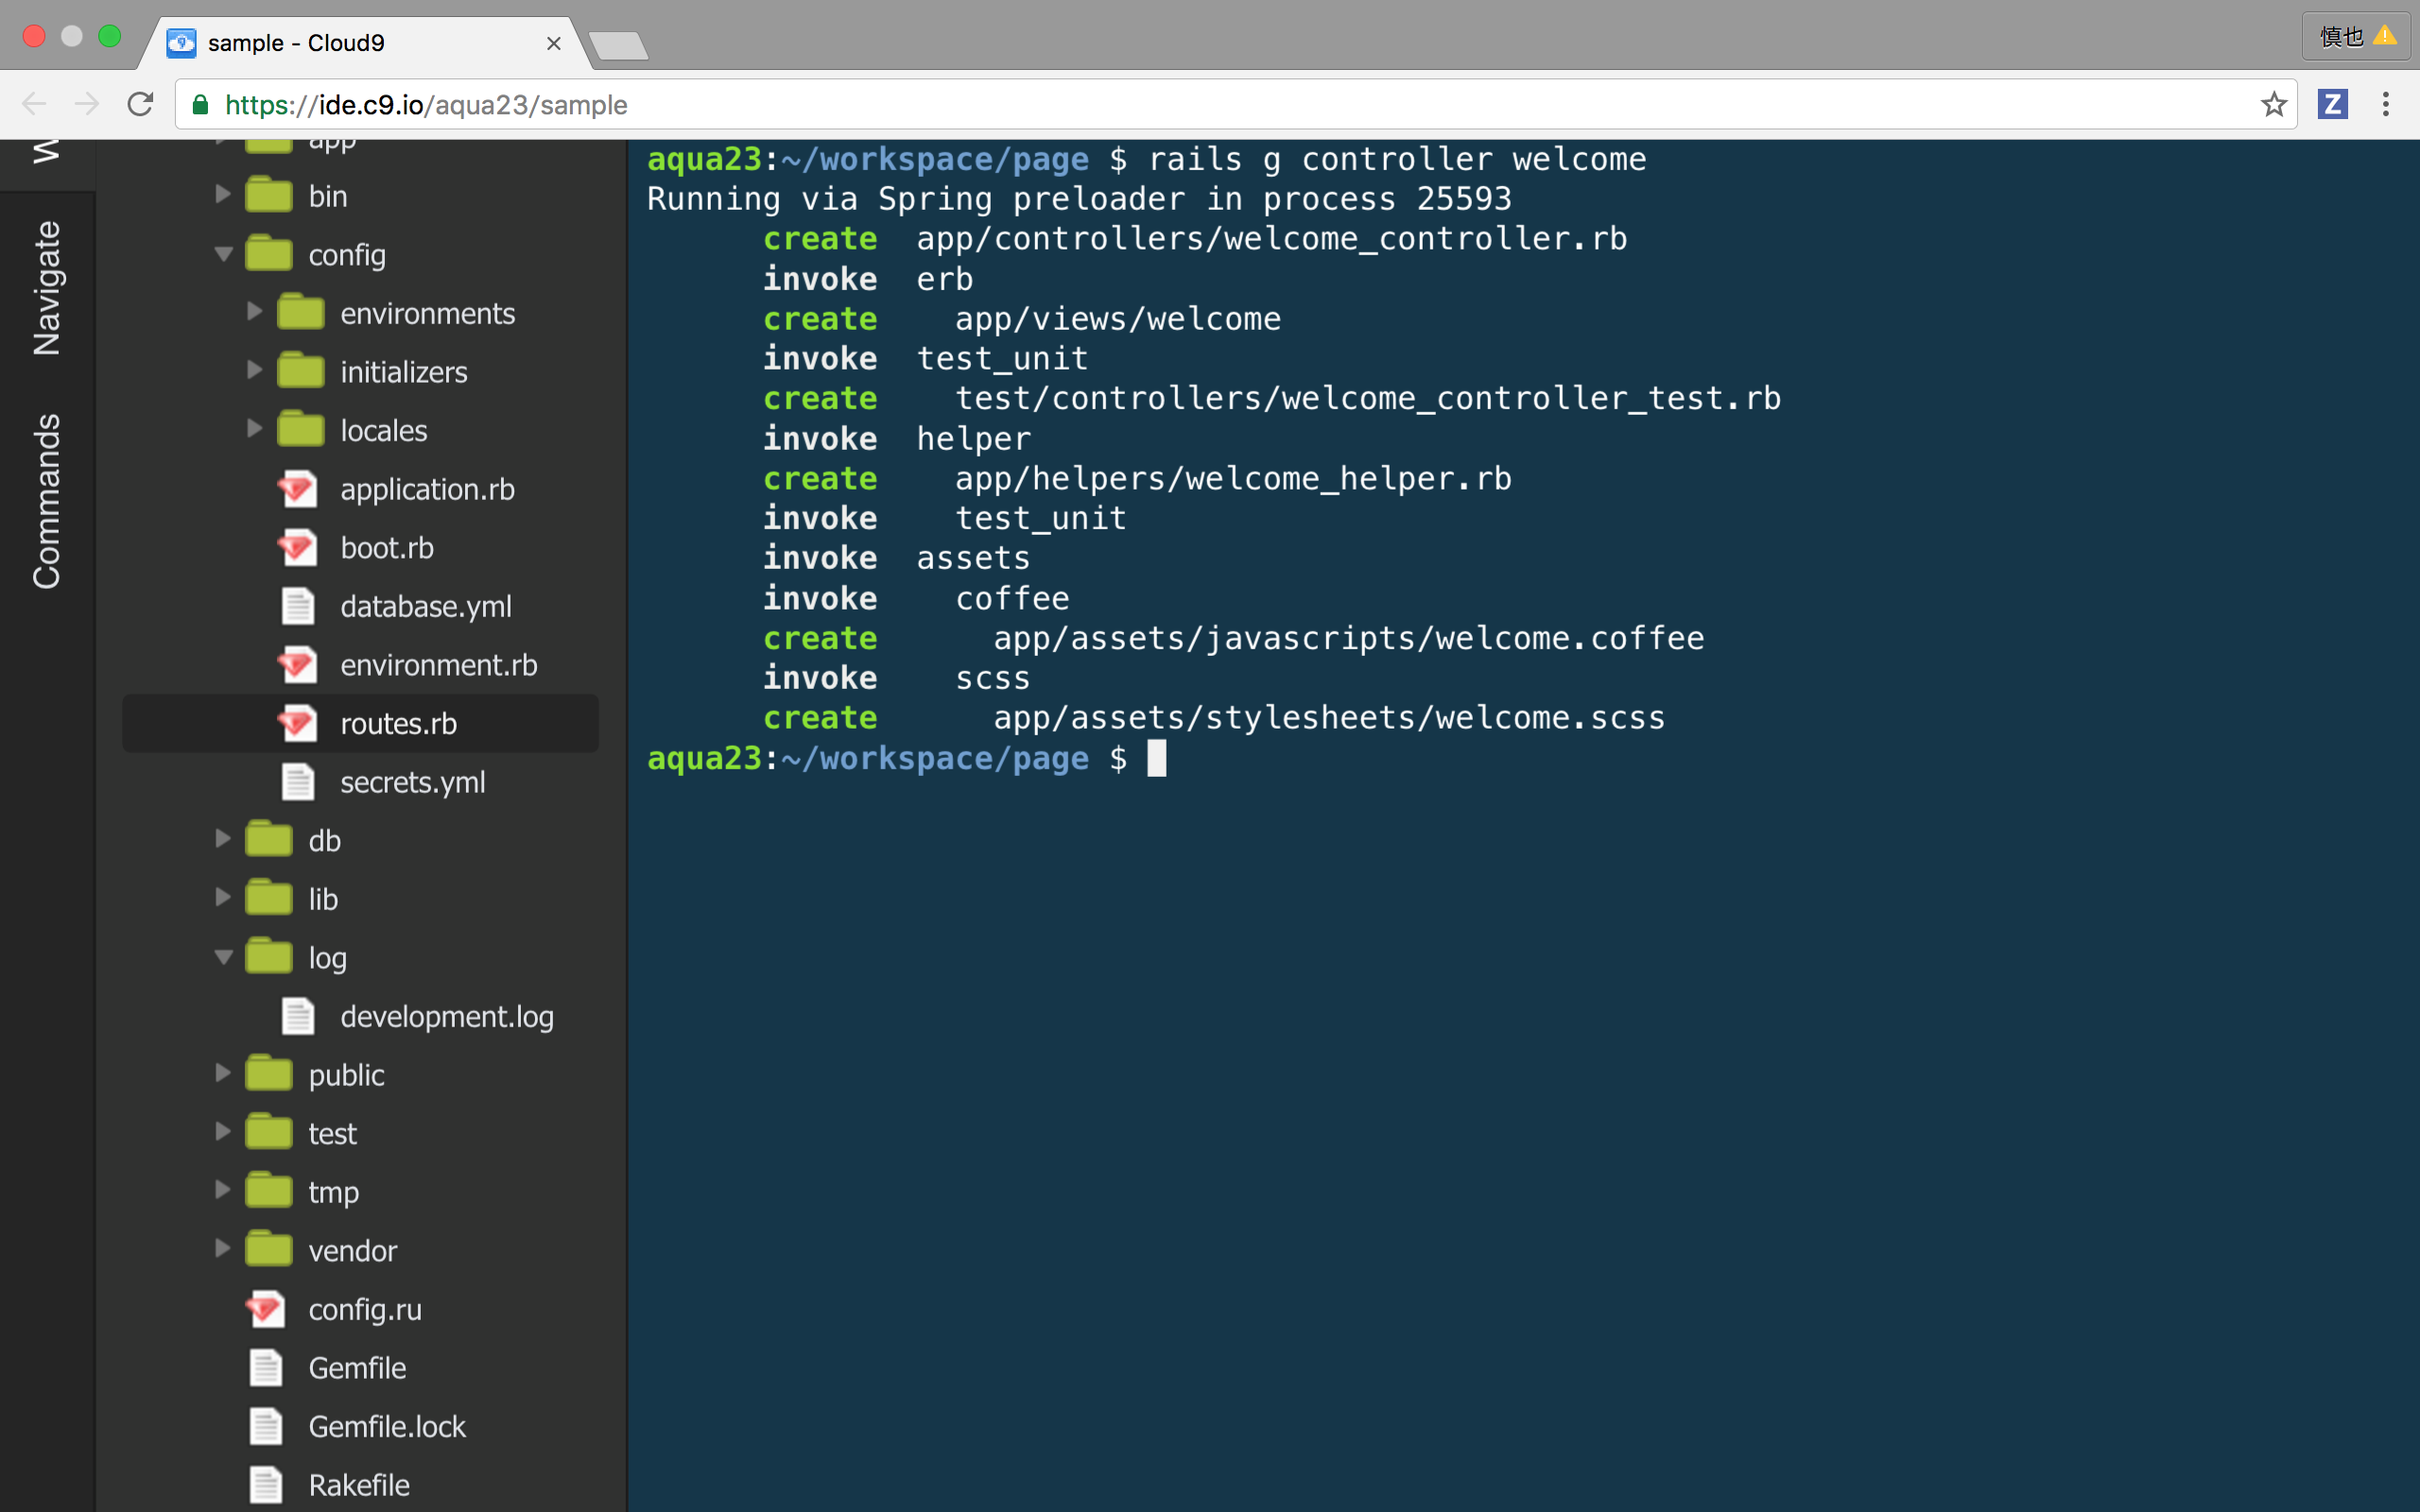 sample - Cloud9
慎也
https://ide.c9.io/aqua23/sample
W
Navigate
Commands
app
bin
config
environments
initializers
locales
application.rb
boot.rb
database.yml
environment.rb
routes.rb
secrets.yml
db
lib
log
development.log
public
test
tmp
vendor
config.ru
Gemfile
Gemfile.lock
Rakefile
aqua23:~/workspace/page $ rails g controller welcome
Running via Spring preloader in process 25593
create app/controllers/welcome_controller.rb
invoke erb
create app/views/welcome
invoke test_unit
create test/controllers/welcome_controller_test.rb
invoke helper
create app/helpers/welcome_helper.rb
invoke test_unit
invoke assets
invoke coffee
create app/assets/javascripts/welcome.coffee
invoke scss
create app/assets/stylesheets/welcome.scss
aqua23:~/workspace/page $